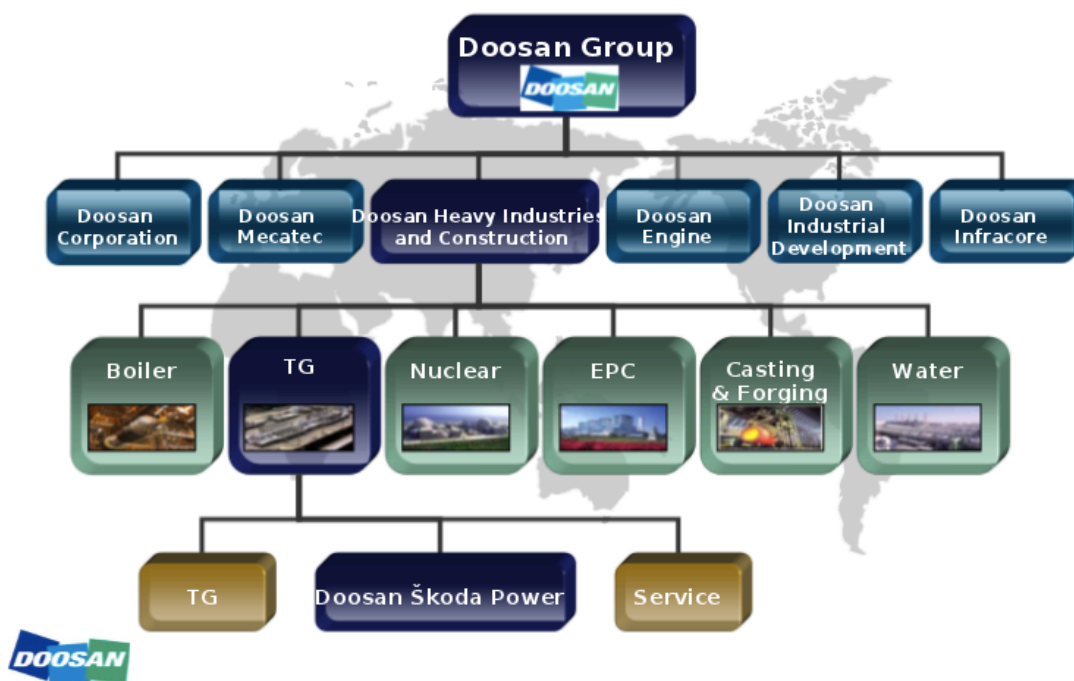 Doosan Group
DOOSAN
Doosan
Corporation
Doosan
Mecatec
Doosan Heavy Industries
and Construction
Doosan
Engine
Doosan
Industrial
Development
Doosan
Infracore
Boiler
TG
Nuclear
EPC
Casting
& Forging
Water
TG
Doosan Škoda Power
Service
DOOSAN